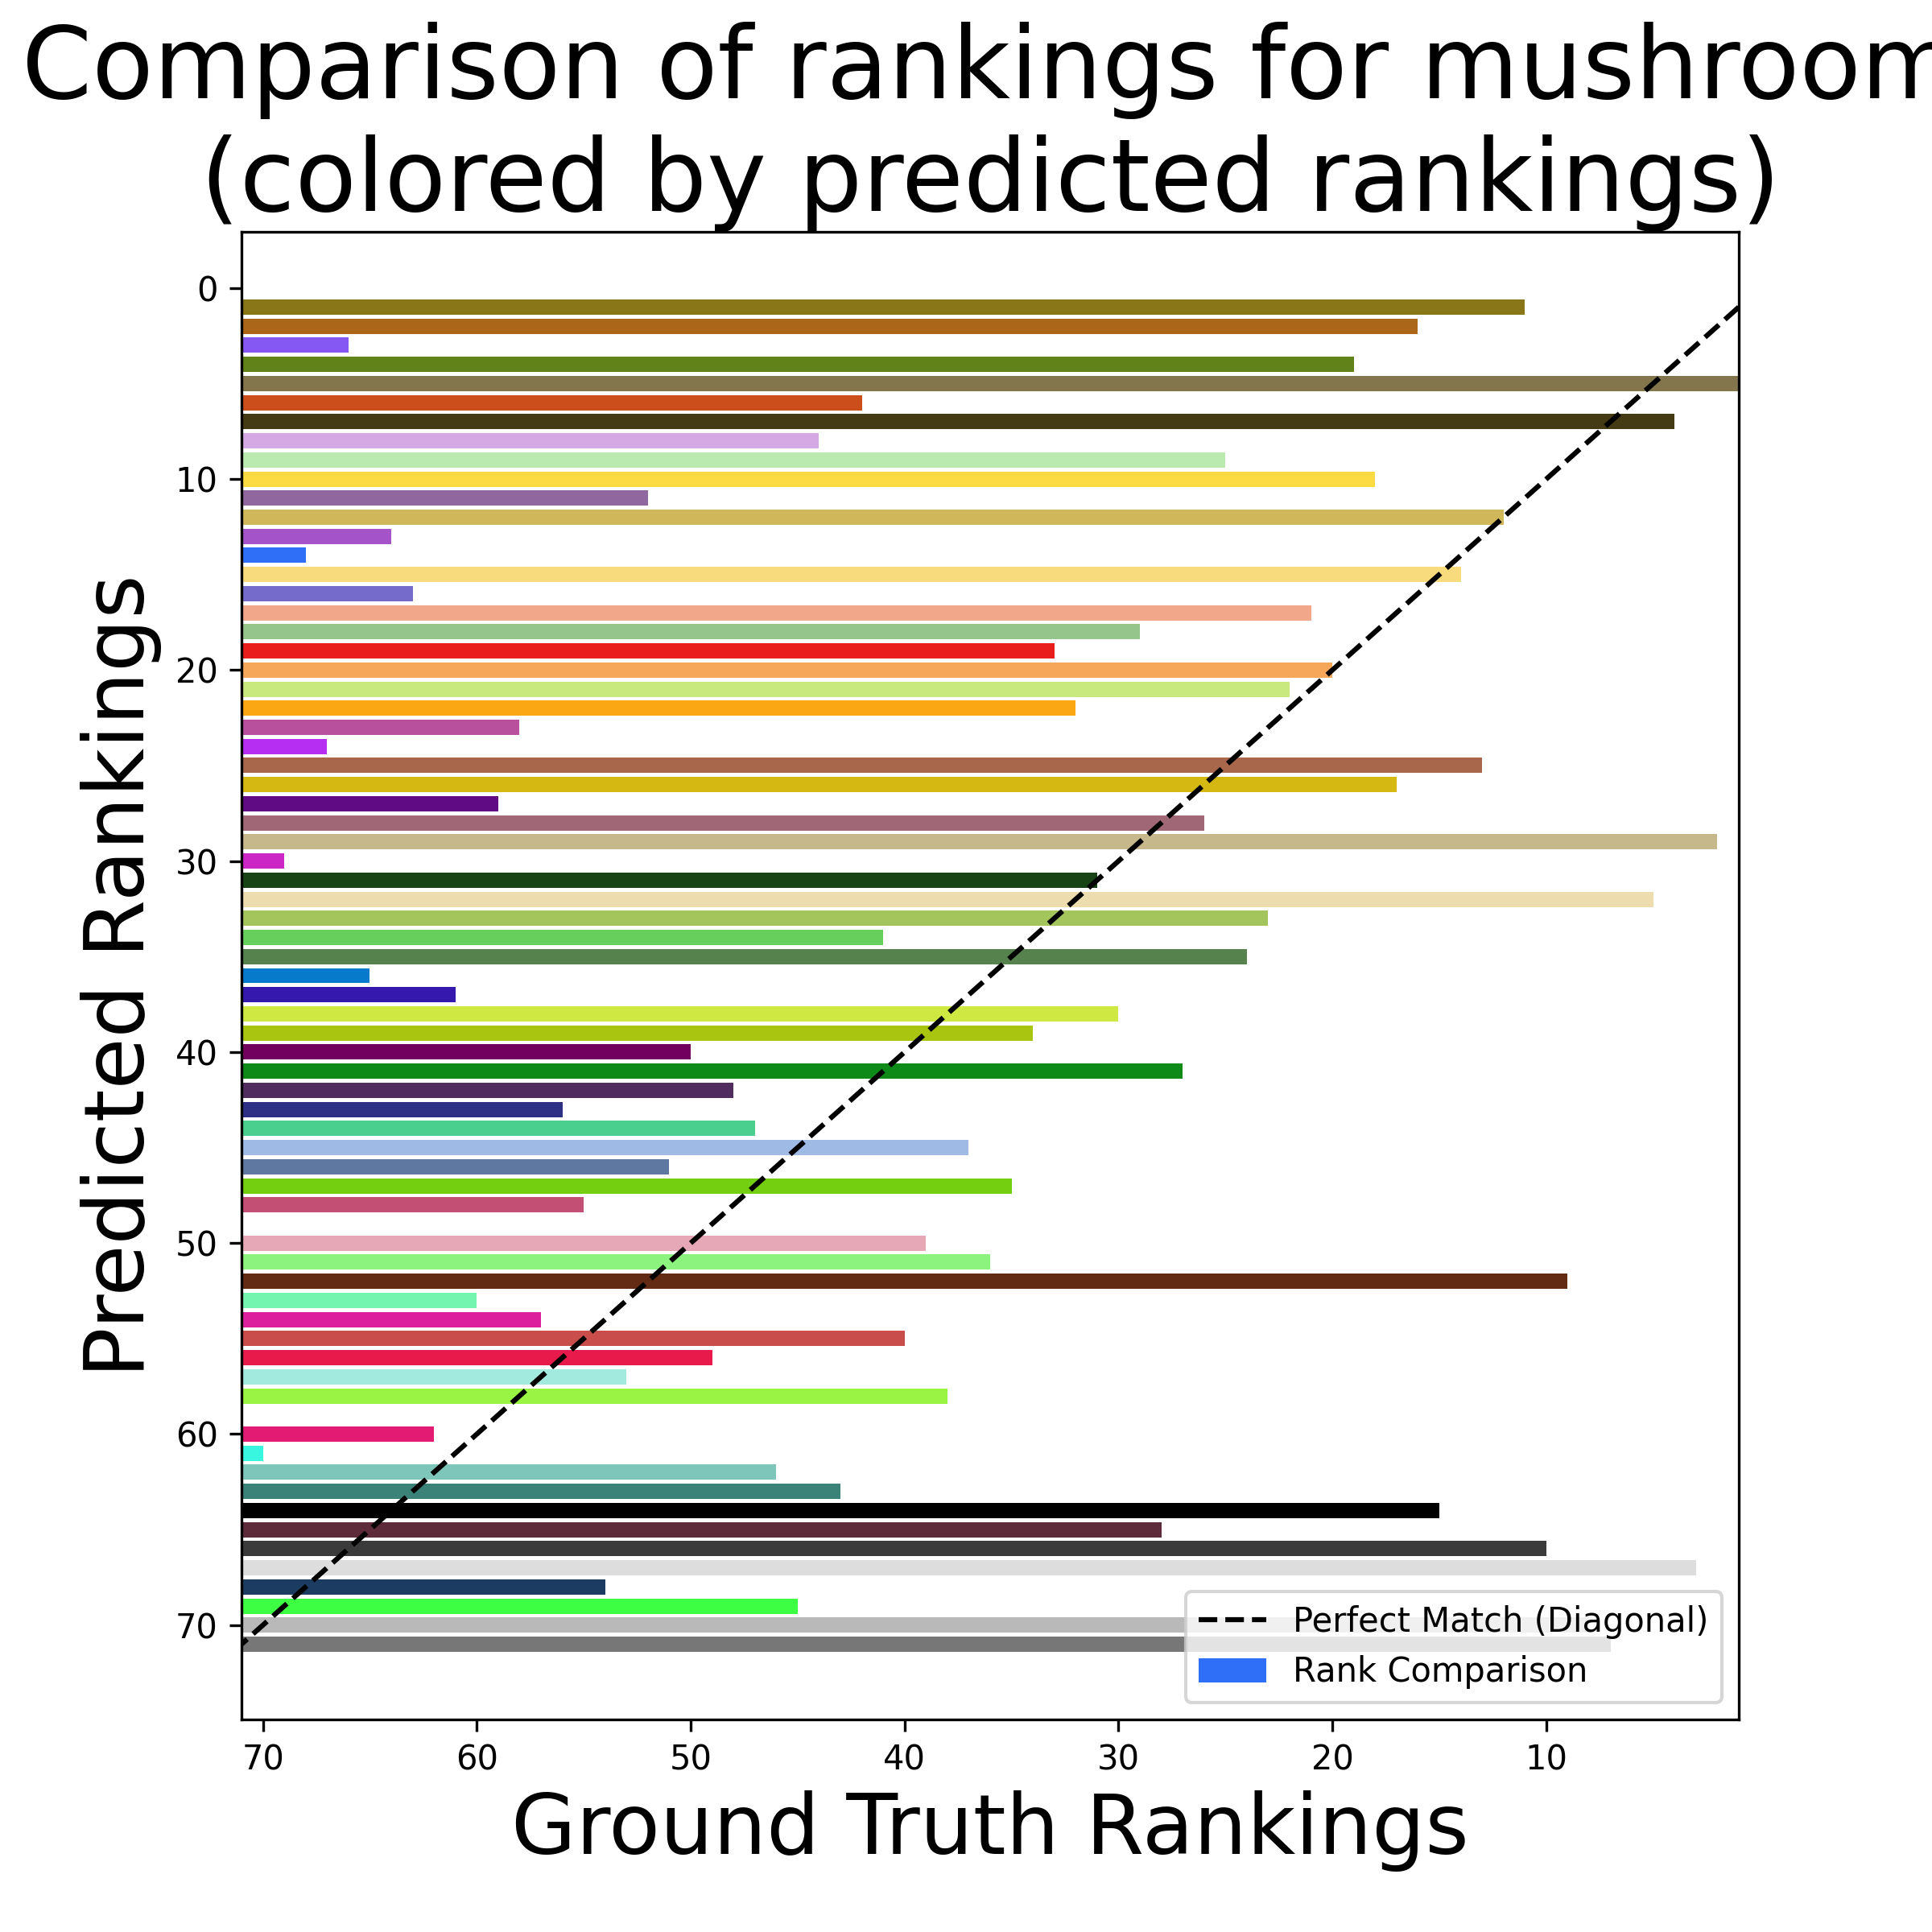 Comparison of rankings for mushroom
(colored by predicted rankings)
Predicted Rankings
0
10
20
30
40
50
60
70
Perfect Match (Diagonal)
Rank Comparison
70 60 50 40 30 20 10
Ground Truth Rankings